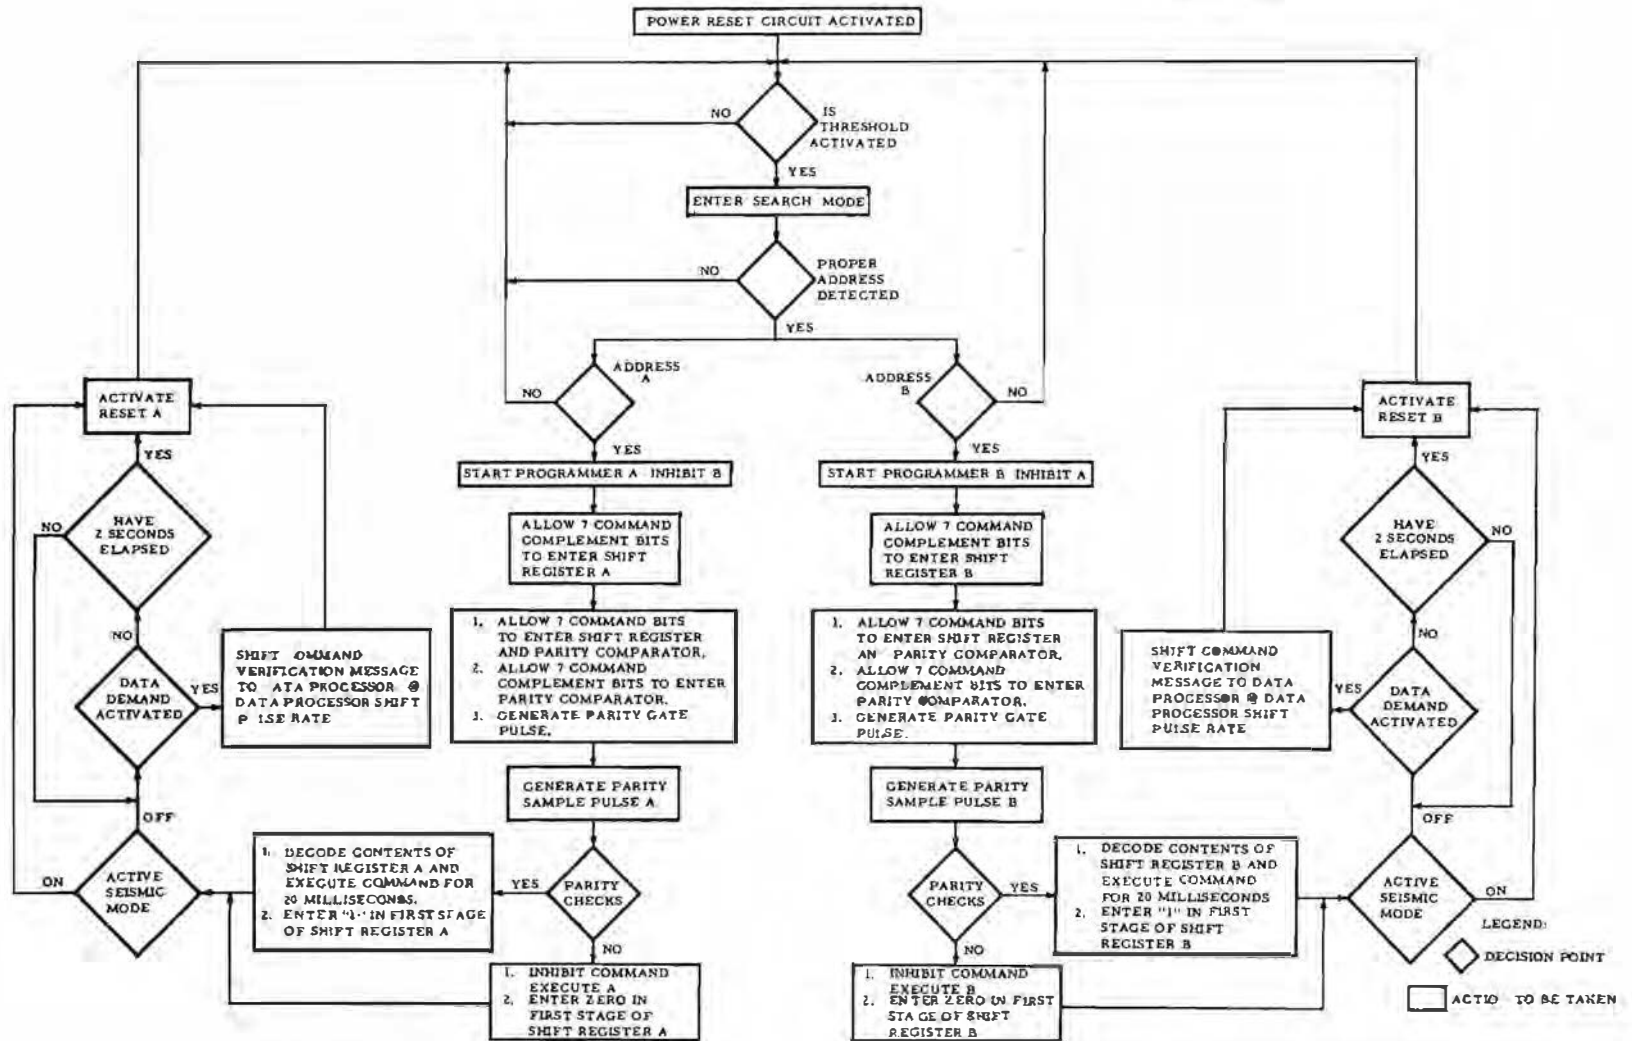 POWER RESET CIRCUIT ACTIVATED
NO
IS
THRESHOLD
ACTIVATED
YES
ENTER SEARCH MODE
NO
PROPER
ADDRESS
DETECTED
YES
ADDRESS
A
NO
YES
ADDRESS
B
NO
YES
ACTIVATE
RESET A
YES
HAVE
2 SECONDS
ELAPSED
NO
NO
DATA
DEMAND
ACTIVATED
YES
SHIFT OMMAND
VERIFICATION MESSAGE
TO ATA PROCESSOR @
DATA PROCESSOR SHIFT
P LSE RATE
OFF
ACTIVE
SEISMIC
MODE
ON
START PROGRAMMER A INHIBIT B
ALLOW 7 COMMAND
COMPLEMENT BITS
TO ENTER SHIFT
REGISTER A
1. ALLOW 7 COMMAND BITS
TO ENTER SHIFT REGISTER
AND PARITY COMPARATOR.
2. ALLOW 7 COMMAND
COMPLEMENT BITS TO ENTER
PARITY COMPARATOR.
3. GENERATE PARITY GATE
PULSE.
GENERATE PARITY
SAMPLE PULSE A
PARITY
CHECKS
YES
NO
1. DECODE CONTENTS OF
SHIFT REGISTER A AND
EXECUTE COMMAND FOR
20 MILLISECONDS.
2. ENTER "1" IN FIRST STAGE
OF SHIFT REGISTER A
1. INHIBIT COMMAND
EXECUTE A
2. ENTER ZERO IN
FIRST STAGE OF
SHIFT REGISTER A
START PROGRAMMER B INHIBIT A
ALLOW 7 COMMAND
COMPLEMENT BITS
TO ENTER SHIFT
REGISTER B
1. ALLOW 7 COMMAND BITS
TO ENTER SHIFT REGISTER
AN PARITY COMPARATOR.
2. ALLOW 7 COMMAND
COMPLEMENT BITS TO ENTER
PARITY COMPARATOR.
3. GENERATE PARITY GATE
PULSE.
GENERATE PARITY
SAMPLE PULSE B
PARITY
CHECKS
YES
NO
1. DECODE CONTENTS OF
SHIFT REGISTER B AND
EXECUTE COMMAND
FOR 20 MILLISECONDS
2. ENTER "1" IN FIRST
STAGE OF SHIFT
REGISTER B
1. INHIBIT COMMAND
EXECUTE B
2. ENTER ZERO IN FIRST
STAGE OF SHIFT
REGISTER B
ACTIVATE
RESET B
YES
HAVE
2 SECONDS
ELAPSED
NO
NO
DATA
DEMAND
ACTIVATED
YES
SHIFT COMMAND
VERIFICATION
MESSAGE TO DATA
PROCESSOR @ DATA
PROCESSOR SHIFT
PULSE RATE
OFF
ACTIVE
SEISMIC
MODE
ON
LEGEND:
DECISION POINT
ACTIO TO BE TAKEN